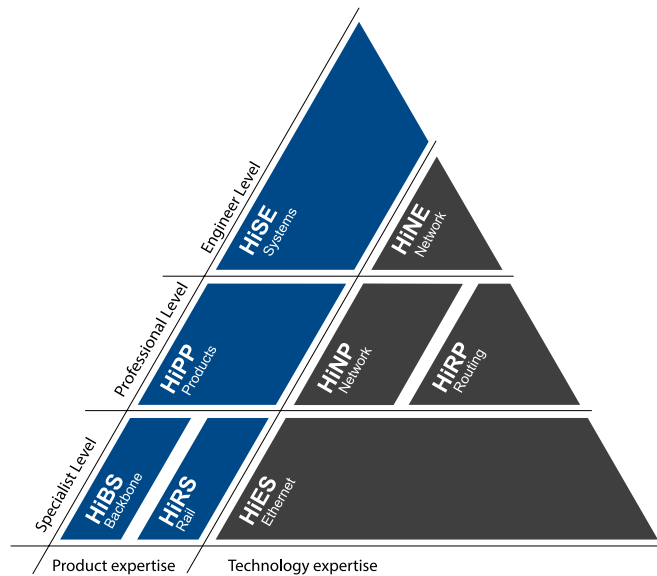 Engineer Level
HiSE
Systems
HiNE
Network
Professional Level
HiPP
Products
HiNP
Network
HiRP
Routing
Specialist Level
HiBS
Backbone
HiRS
Rail
HiES
Ethernet
Product expertise
Technology expertise